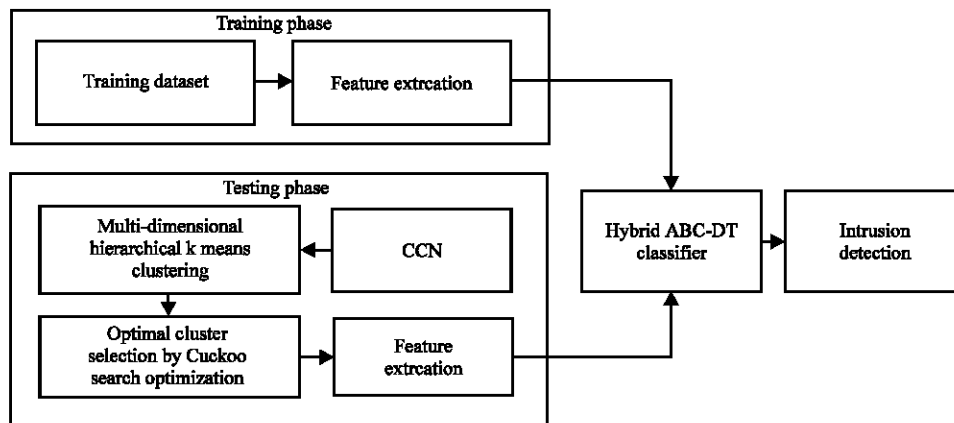 Training phase
Training dataset
Feature extrcation
Testing phase
Multi-dimensional
hierarchical k means
clustering
CCN
Optimal cluster
selection by Cuckoo
search optimization
Feature
extrcation
Hybrid ABC-DT
classifier
Intrusion
detection